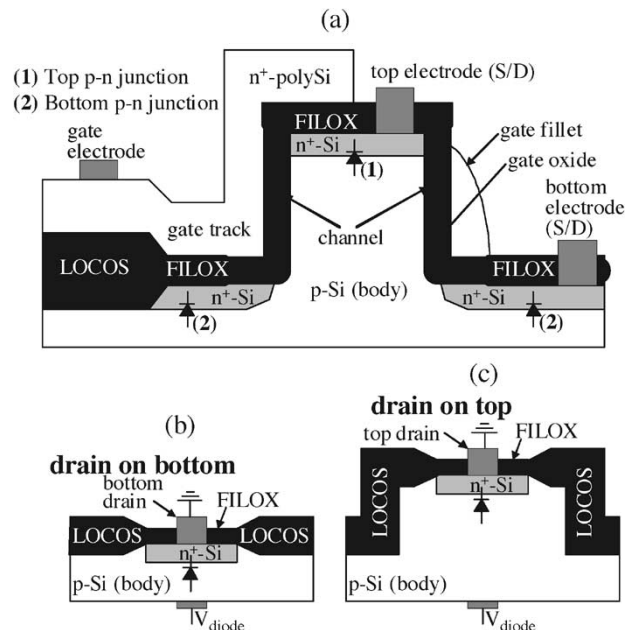 (a)
(1) Top p-n junction
(2) Bottom p-n junction
n+-polySi
top electrode (S/D)
gate
electrode
FILOX
n+-Si
(1)
gate fillet
gate oxide
bottom
electrode
(S/D)
gate track
channel
LOCOS
FILOX
FILOX
n+-Si
p-Si (body)
n+-Si
(2)
(2)
(b)
drain on bottom
bottom
drain
FILOX
LOCOS
LOCOS
n+-Si
p-Si (body)
Vdiode
(c)
drain on top
top drain
FILOX
LOCOS
n+-Si
LOCOS
p-Si (body)
Vdiode